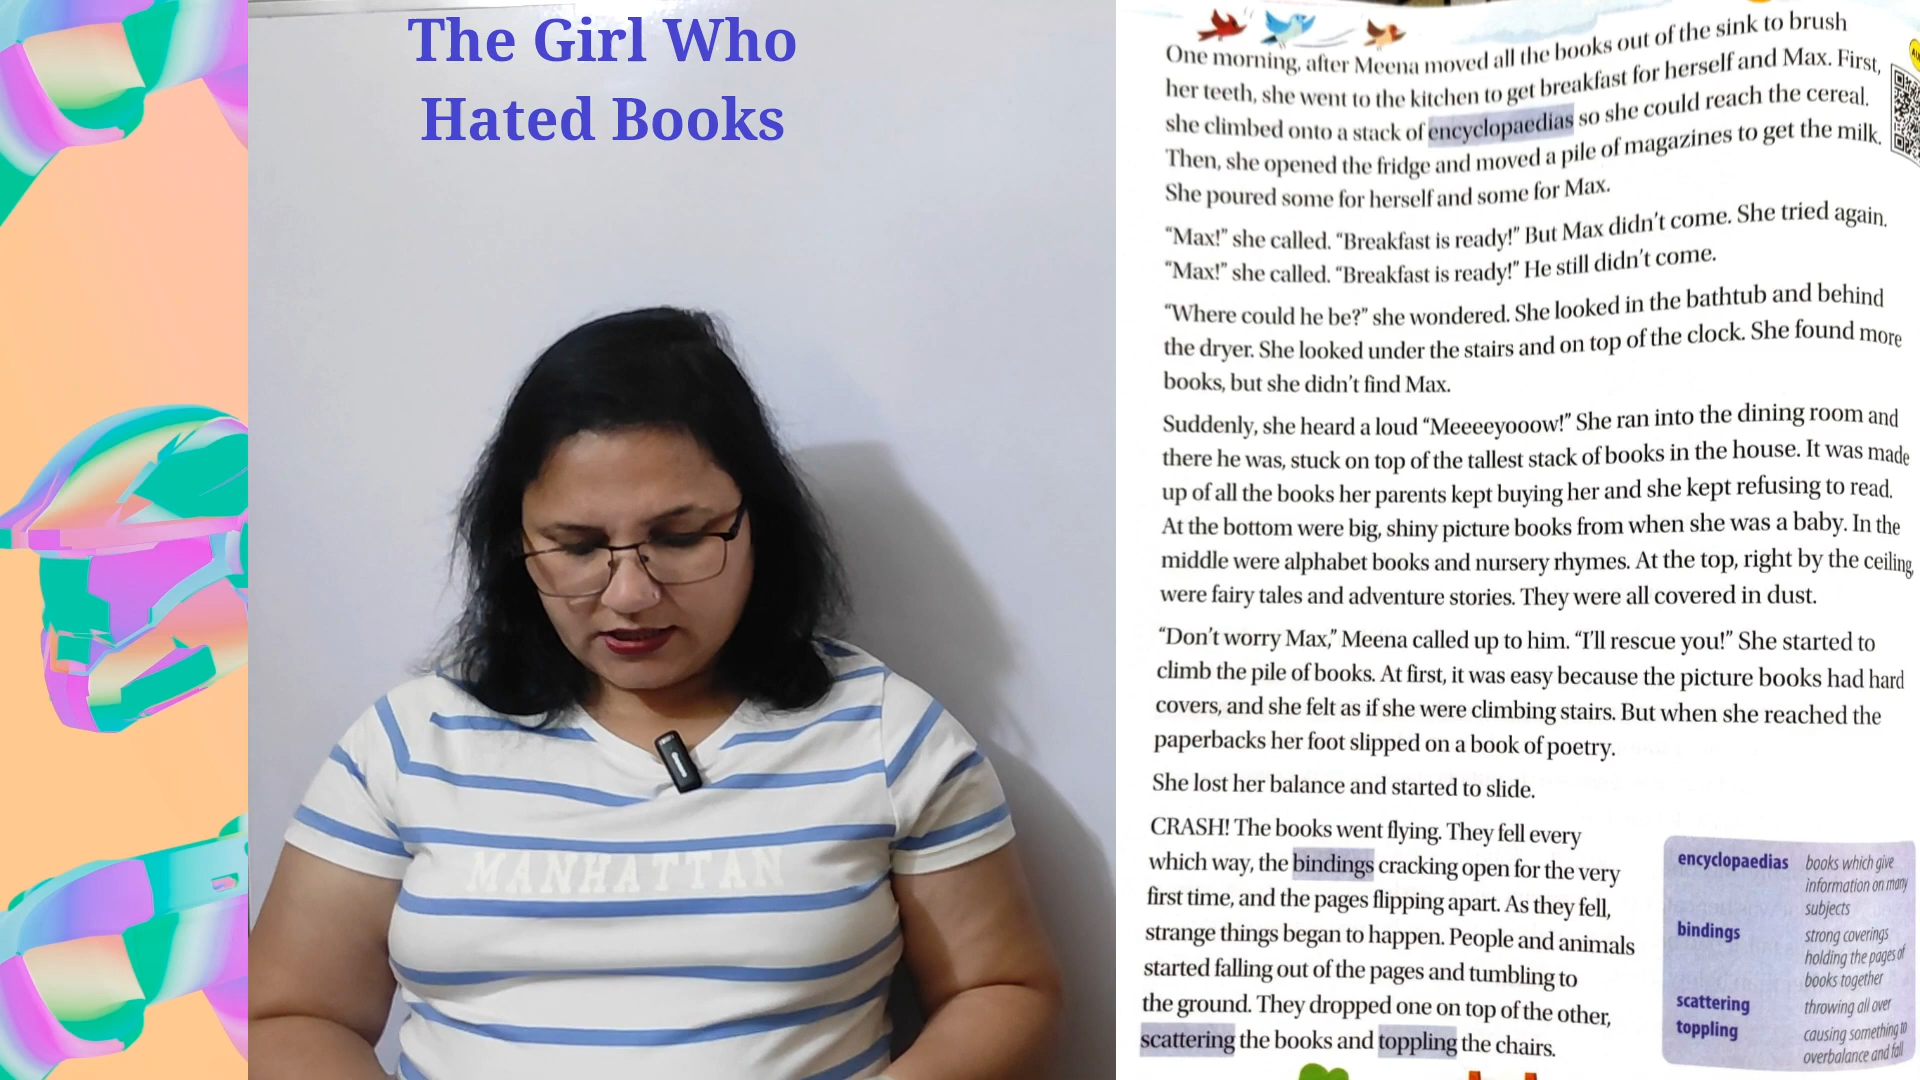 The Girl Who
Hated Books
MANHATTAN
One morning, after Meena moved all the books out of the sink to brush
her teeth, she went to the kitchen to get breakfast for herself and Max. First,
she climbed onto a stack of encyclopaedias so she could reach the cereal.
Then, she opened the fridge and moved a pile of magazines to get the milk.
She poured some for herself and some for Max.
“Max!” she called. “Breakfast is ready!” But Max didn’t come. She tried again.
“Max!” she called. “Breakfast is ready!” He still didn’t come.
“Where could he be?” she wondered. She looked in the bathtub and behind
the dryer. She looked under the stairs and on top of the clock. She found more
books, but she didn’t find Max.
Suddenly, she heard a loud “Meeeeyooow!” She ran into the dining room and
there he was, stuck on top of the tallest stack of books in the house. It was made
up of all the books her parents kept buying her and she kept refusing to read.
At the bottom were big, shiny picture books from when she was a baby. In the
middle were alphabet books and nursery rhymes. At the top, right by the ceiling,
were fairy tales and adventure stories. They were all covered in dust.
“Don’t worry Max,” Meena called up to him. “I’ll rescue you!” She started to
climb the pile of books. At first, it was easy because the picture books had hard
covers, and she felt as if she were climbing stairs. But when she reached the
paperbacks her foot slipped on a book of poetry.
She lost her balance and started to slide.
CRASH! The books went flying. They fell every
which way, the bindings cracking open for the very
first time, and the pages flipping apart. As they fell,
strange things began to happen. People and animals
started falling out of the pages and tumbling to
the ground. They dropped one on top of the other,
scattering the books and toppling the chairs.
encyclopaedias books which give
information on many
subjects
bindings strong coverings
holding the pages of
books together
scattering throwing all over
toppling causing something to
overbalance and fall